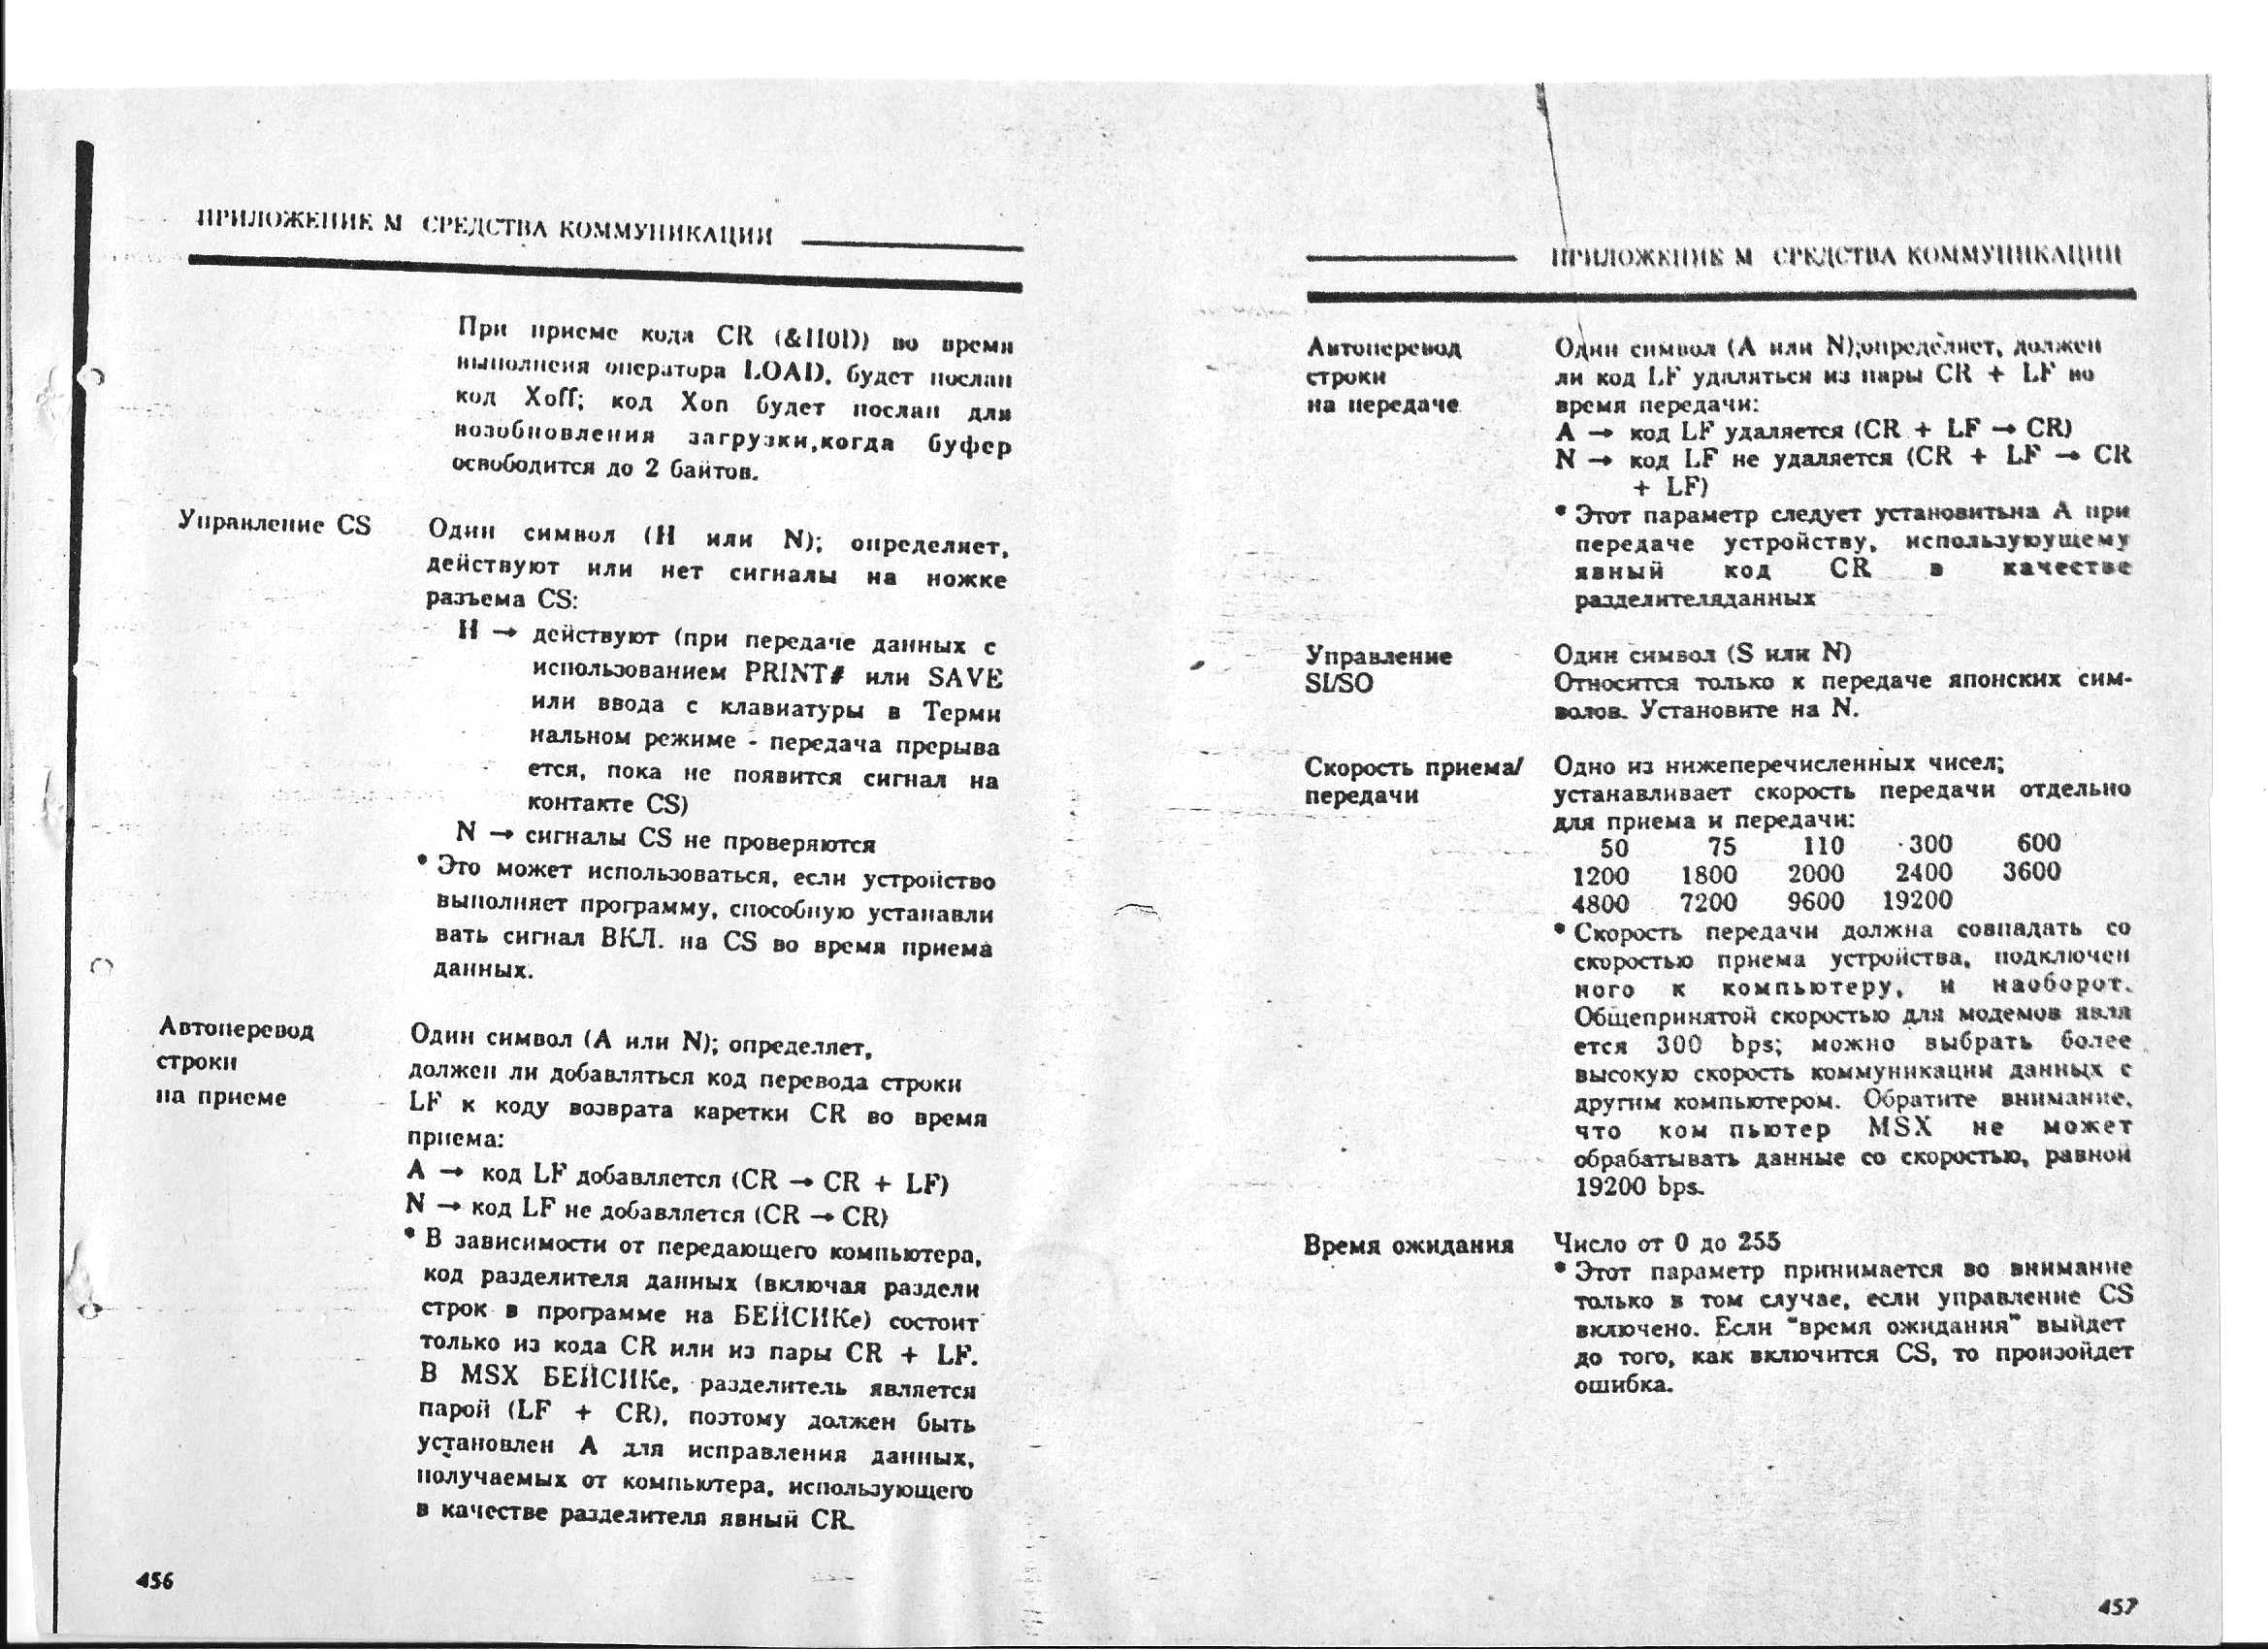 ПРИЛОЖЕНИЕ М СРЕДСТВА КОММУНИКАЦИИ
При приеме кода CR (&H0D) во время
выполнения оператора LOAD, будет послан
код Xoff; код Xon будет послан для
возобновления загрузки,когда буфер
освободится до 2 байтов.
Управление CS
Один символ (H или N); определяет,
действуют или нет сигналы на ножке
разъема CS:
H → действуют (при передаче данных с
использованием PRINT# или SAVE
или ввода с клавиатуры в Терми
нальном режиме - передача прерыва
ется, пока не появится сигнал на
контакте CS)
N → сигналы CS не проверяются
* Это может использоваться, если устройство
выполняет программу, способную устанавли
вать сигнал ВКЛ. на CS во время приема
данных.
Автоперевод
строки
на приеме
Один символ (A или N); определяет,
должен ли добавляться код перевода строки
LF к коду возврата каретки CR во время
приема:
A → код LF добавляется (CR → CR + LF)
N → код LF не добавляется (CR → CR)
* В зависимости от передающего компьютера,
код разделителя данных (включая раздели
строк в программе на БЕЙСИКе) состоит
только из кода CR или из пары CR + LF.
В MSX БЕЙСИКе, разделитель является
парой (LF + CR), поэтому должен быть
установлен А для исправления данных,
получаемых от компьютера, использующего
в качестве разделителя явный CR.
456
ПРИЛОЖЕНИЕ М СРЕДСТВА КОММУНИКАЦИИ
Автоперевод
строки
на передаче
Один символ (A или N);определяет, должен
ли код LF удаляться из пары CR + LF во
время передачи:
A → код LF удаляется (CR + LF → CR)
N → код LF не удаляется (CR + LF → CR
+ LF)
* Этот параметр следует установитьна А при
передаче устройству, используюущему
явный код CR в качестве
разделителяданных
Управление
SI/SO
Один символ (S или N)
Относятся только к передаче японских сим-
волов. Установите на N.
Скорость приема/
передачи
Одно из нижеперечисленных чисел;
устанавливает скорость передачи отдельно
для приема и передачи:
50 75 110 300 600
1200 1800 2000 2400 3600
4800 7200 9600 19200
* Скорость передачи должна совпадать со
скоростью приема устройства, подключен
ного к компьютеру, и наоборот.
Общепринятой скоростью для модемов явля
ется 300 bps; можно выбрать более
высокую скорость коммуникации данных с
другим компьютером. Обратите внимание,
что ком пьютер MSX не может
обрабатывать данные со скоростью, равной
19200 bps.
Время ожидания
Число от 0 до 255
* Этот параметр принимается во внимание
только в том случае, если управление CS
включено. Если "время ожидания" выйдет
до того, как включится CS, то произойдет
ошибка.
457